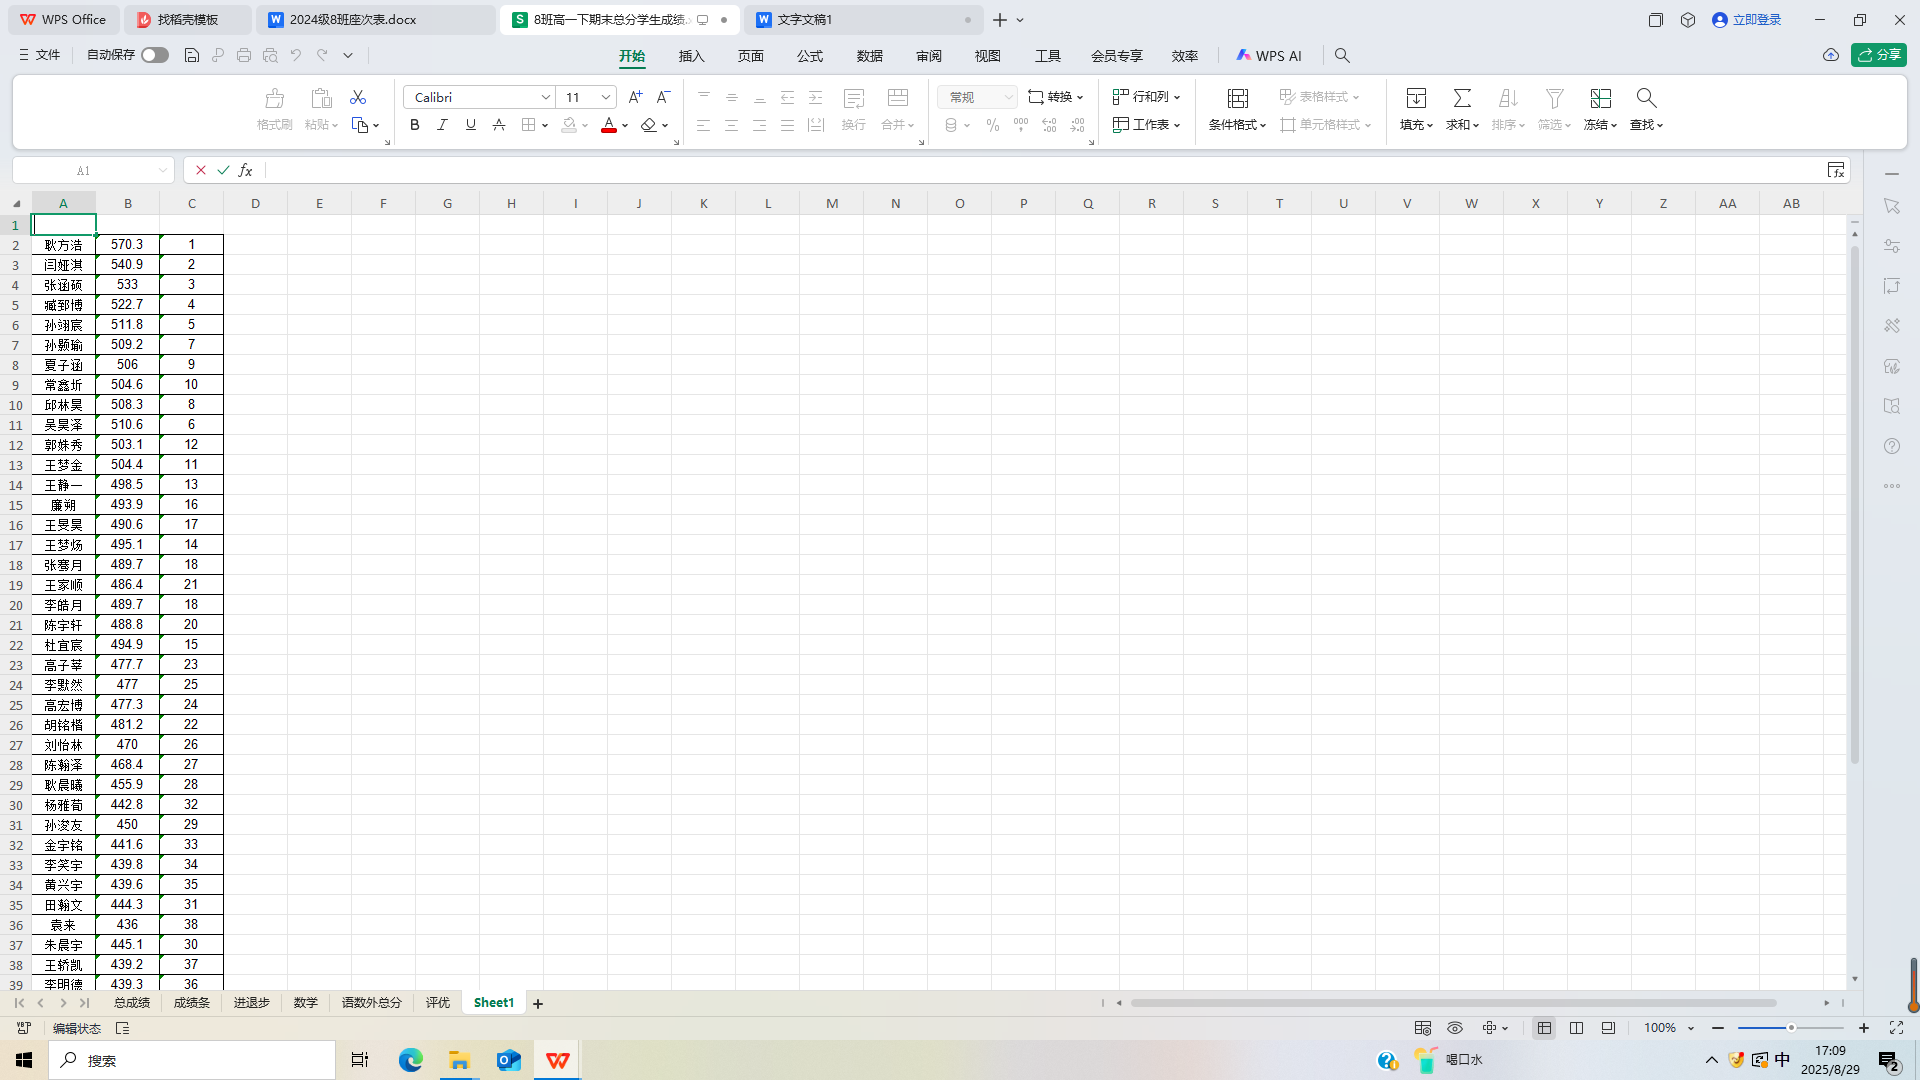 WPS Office 找稻壳模板 2024级8班座次表.docx 8班高一下期末总分学生成绩 文字文稿1 立即登录
文件 自动保存 开始 插入 页面 公式 数据 审阅 视图 工具 会员专享 效率 WPS AI 分享
Calibri 11 常规 转换 行和列 表格样式
格式刷 粘贴 B I U A A 换行 合并 工作表 条件格式 单元格样式 填充 求和 排序 筛选 冻结 查找
A1 fx
A B C D E F G H I J K L M N O P Q R S T U V W X Y Z AA AB
1
2 耿方浩 570.3 1
3 闫娅淇 540.9 2
4 张涵硕 533 3
5 臧郅博 522.7 4
6 孙翊宸 511.8 5
7 孙颢瑜 509.2 7
8 夏子涵 506 9
9 常鑫圻 504.6 10
10 邱林昊 508.3 8
11 吴昊泽 510.6 6
12 郭姝秀 503.1 12
13 王梦金 504.4 11
14 王静一 498.5 13
15 廉朔 493.9 16
16 王旻昊 490.6 17
17 王梦炀 495.1 14
18 张骞月 489.7 18
19 王家顺 486.4 21
20 李皓月 489.7 18
21 陈宇轩 488.8 20
22 杜宜宸 494.9 15
23 高子莘 477.7 23
24 李默然 477 25
25 高宏博 477.3 24
26 胡铭楷 481.2 22
27 刘怡林 470 26
28 陈瀚泽 468.4 27
29 耿晨曦 455.9 28
30 杨雅荀 442.8 32
31 孙浚友 450 29
32 金宇铭 441.6 33
33 李笑宇 439.8 34
34 黄兴宇 439.6 35
35 田瀚文 444.3 31
36 袁来 436 38
37 朱晨宇 445.1 30
38 王轿凯 439.2 37
39 李明德 439.3 36
总成绩 成绩条 进退步 数学 语数外总分 评优 Sheet1
编辑状态 100%
搜索 喝口水 中 17:09
2025/8/29 2